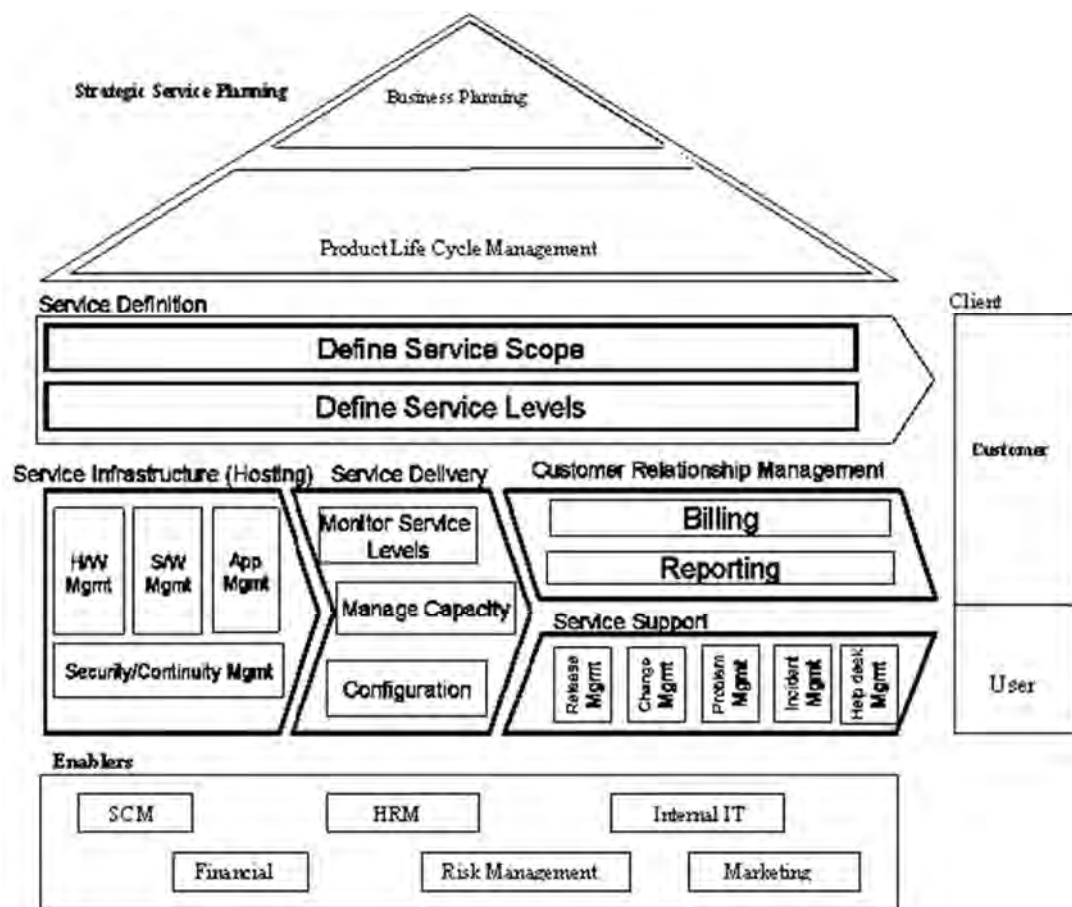 Strategic Service Planning
Business Planning
Product Life Cycle Management
Service Definition
Client
Define Service Scope
Define Service Levels
Customer
Service Infrastructure (Hosting)
Service Delivery
Customer Relationship Management
H/W
Mgmt
S/W
Mgmt
App
Mgmt
Security/Continuity Mgmt
Monitor Service
Levels
Manage Capacity
Configuration
Billing
Reporting
Service Support
Release
Mgmt
Change
Mgmt
Problem
Mgmt
Incident
Mgmt
Help desk
Mgmt
User
Enablers
SCM
HRM
Internal IT
Financial
Risk Management
Marketing